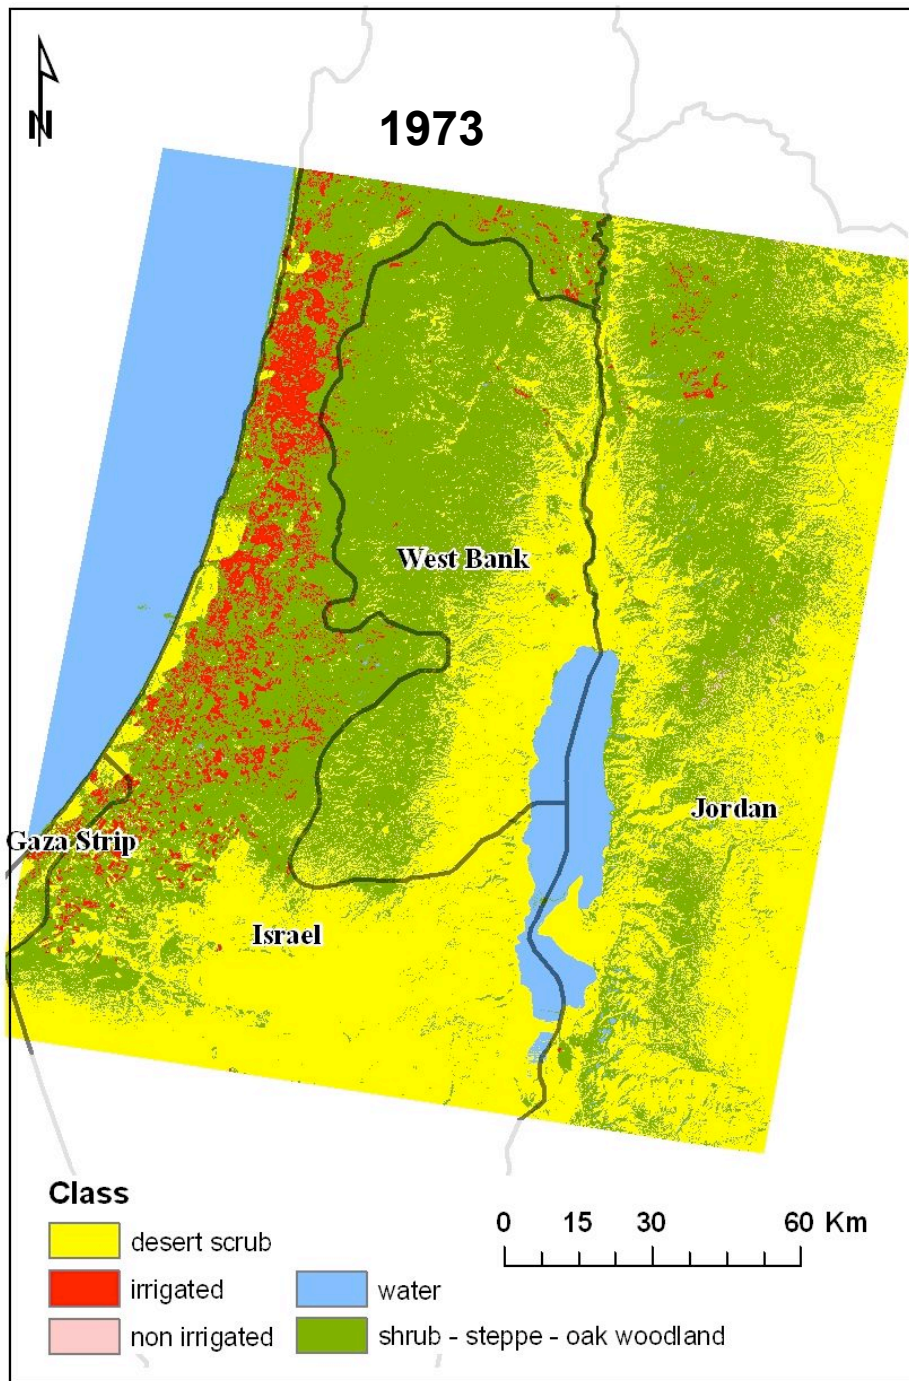 N
1973
West Bank
Jordan
Gaza Strip
Israel
Class
desert scrub
irrigated
non irrigated
water
shrub - steppe - oak woodland
0 15 30 60 Km